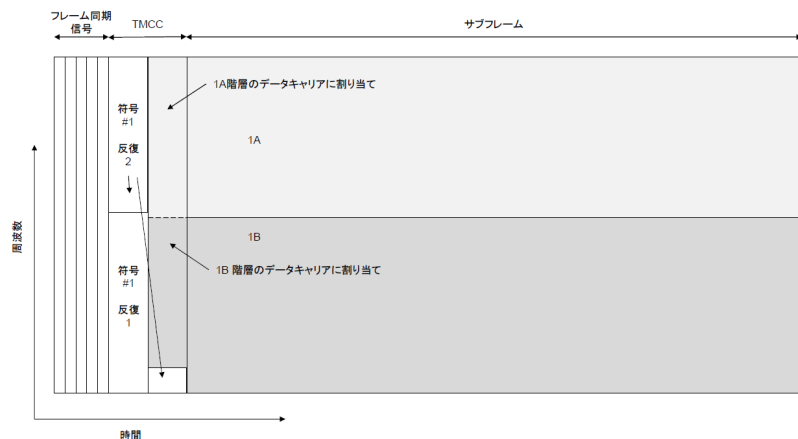 フレーム同期
信号
TMCC
サブフレーム
1A階層のデータキャリアに割り当て
符号
#1
反復
2
1A
1B
1B 階層のデータキャリアに割り当て
符号
#1
反復
1
周波数
時間